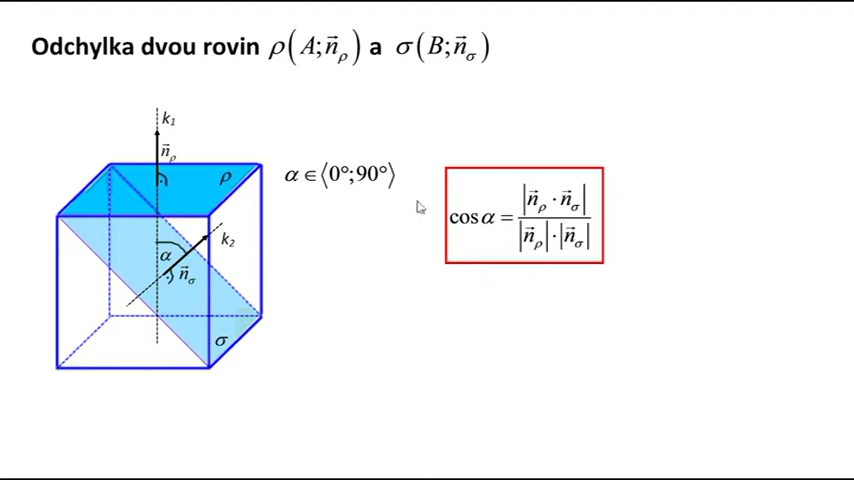 Odchylka dvou rovin ρ(A; n⃗ρ) a σ(B; n⃗σ)
k₁
n⃗ρ
ρ
α ∈ ⟨0°;90°⟩
cos α = |n⃗ρ · n⃗σ| / |n⃗ρ| · |n⃗σ|
k₂
α
n⃗σ
σ